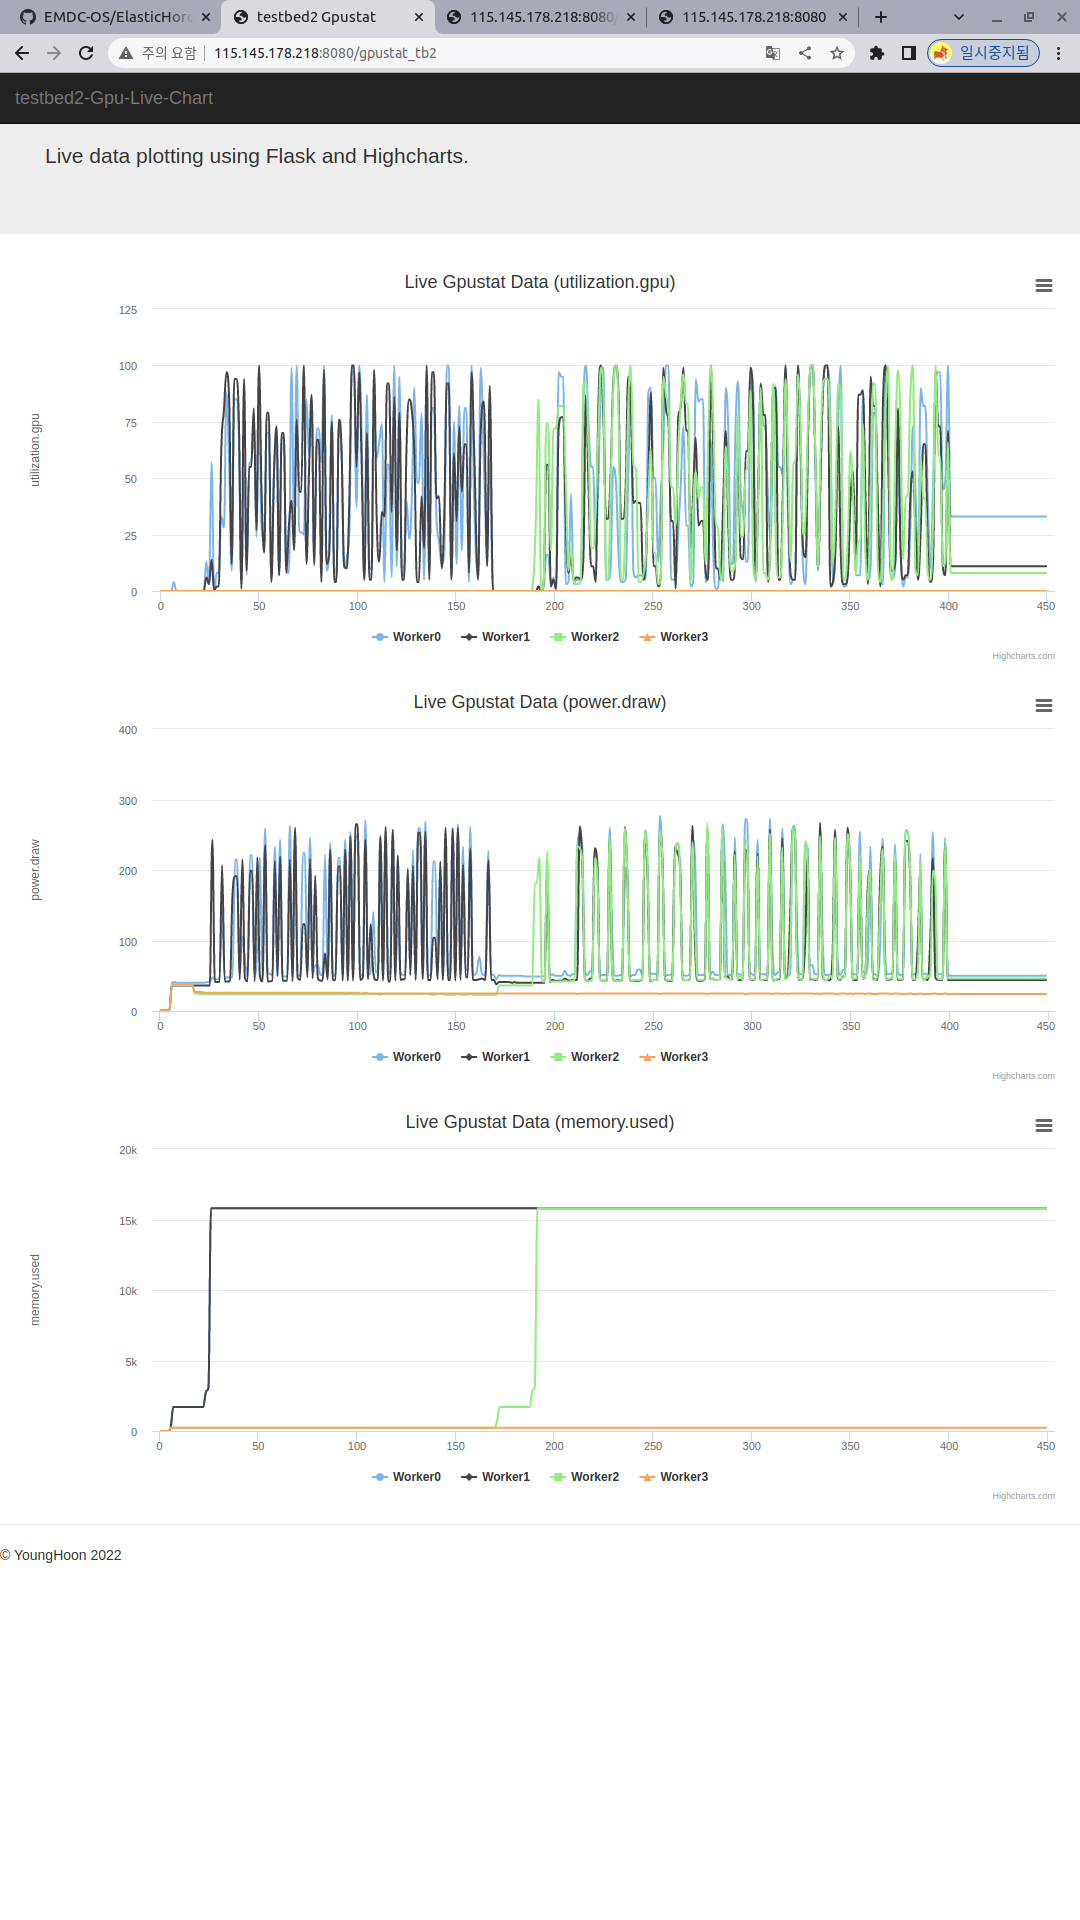 EMDC-OS/ElasticHoro
testbed2 Gpustat
115.145.178.218:8080/
115.145.178.218:8080
주의 요함
115.145.178.218:8080/gpustat_tb2
일시중지됨
testbed2-Gpu-Live-Chart
Live data plotting using Flask and Highcharts.
Live Gpustat Data (utilization.gpu)
utilization.gpu
125
100
75
50
25
0
0 50 100 150 200 250 300 350 400 450
Worker0 Worker1 Worker2 Worker3
Highcharts.com
Live Gpustat Data (power.draw)
power.draw
400
300
200
100
0
0 50 100 150 200 250 300 350 400 450
Worker0 Worker1 Worker2 Worker3
Highcharts.com
Live Gpustat Data (memory.used)
memory.used
20k
15k
10k
5k
0
0 50 100 150 200 250 300 350 400 450
Worker0 Worker1 Worker2 Worker3
Highcharts.com
© YoungHoon 2022